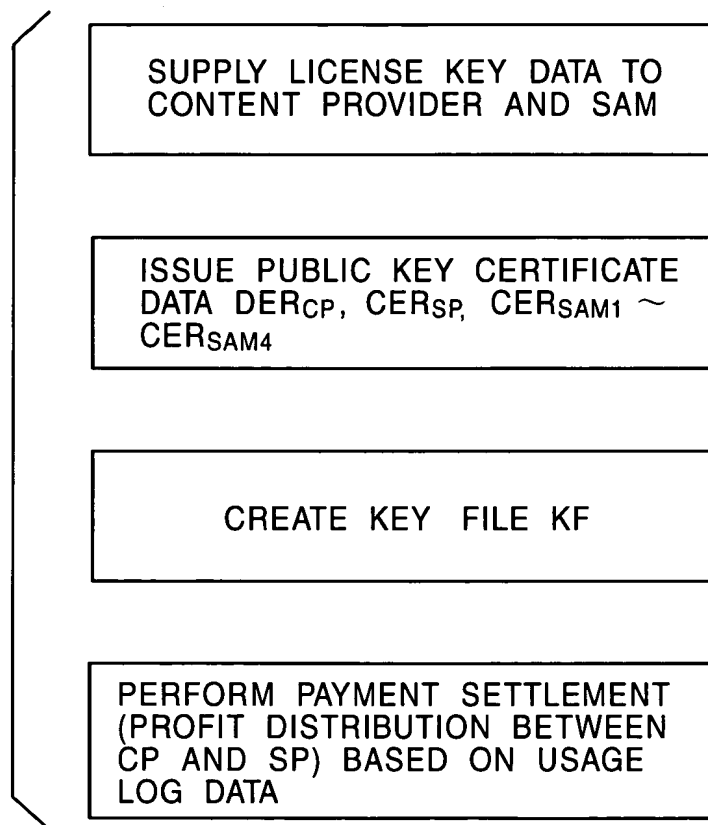 SUPPLY LICENSE KEY DATA TO
CONTENT PROVIDER AND SAM
ISSUE PUBLIC KEY CERTIFICATE
DATA DERCP, CERSP, CERSAM1 ~
CERSAM4
CREATE KEY FILE KF
PERFORM PAYMENT SETTLEMENT
(PROFIT DISTRIBUTION BETWEEN
CP AND SP) BASED ON USAGE
LOG DATA